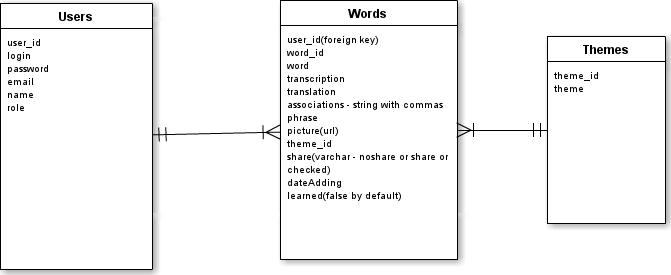 Users
user_id
login
password
email
name
role
Words
user_id(foreign key)
word_id
word
transcription
translation
associations - string with commas
phrase
picture(url)
theme_id
share(varchar - noshare or share or
checked)
dateAdding
learned(false by default)
Themes
theme_id
theme